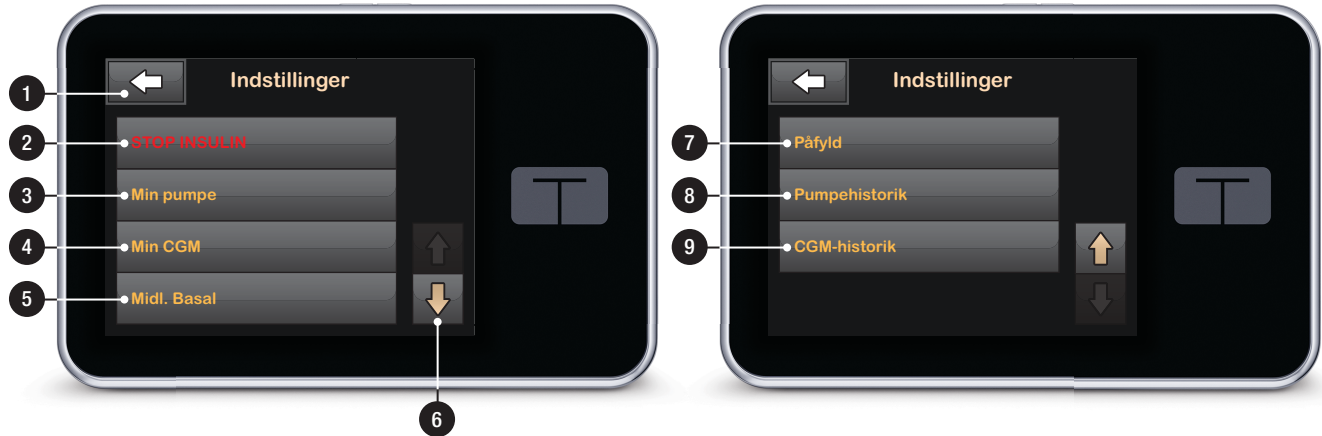 Indstillinger
1
2 STOP INSULIN
3 Min pumpe
4 Min CGM
5 Midl. Basal
6
Indstillinger
7 Påfyld
8 Pumpehistorik
9 CGM-historik